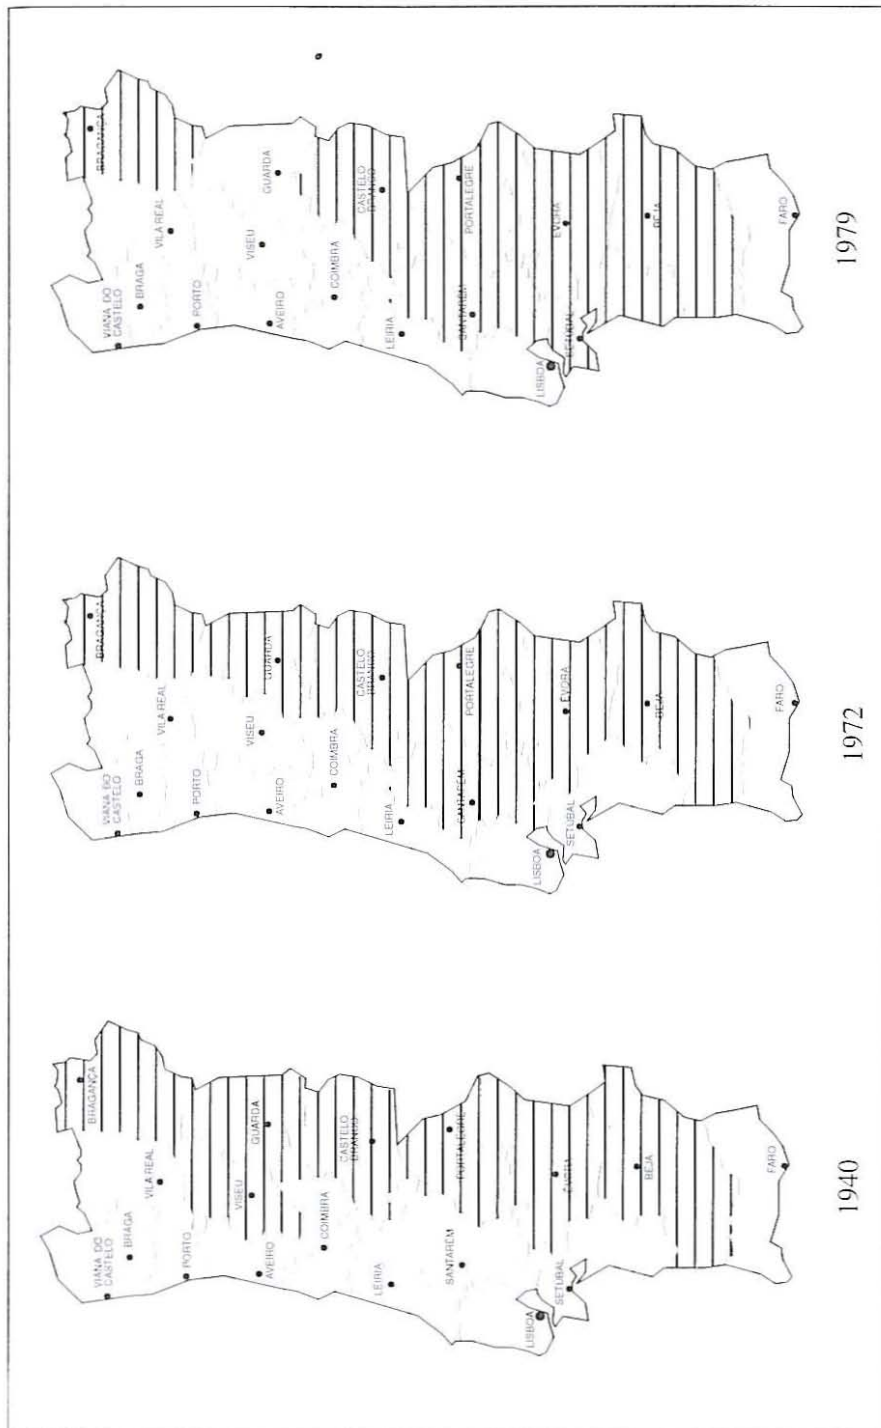 BRAGANÇA
VIANA DO
CASTELO
BRAGA
VILA REAL
PORTO
VISEU
GUARDA
AVEIRO
COIMBRA
CASTELO
BRANCO
LEIRIA
SANTARÉM
PORTALEGRE
LISBOA
SETUBAL
ÉVORA
BEJA
FARO
1940
BRAGANÇA
VIANA DO
CASTELO
BRAGA
VILA REAL
PORTO
VISEU
GUARDA
AVEIRO
COIMBRA
CASTELO
BRANCO
LEIRIA
SANTARÉM
PORTALEGRE
LISBOA
SETUBAL
ÉVORA
BEJA
FARO
1972
BRAGANÇA
VIANA DO
CASTELO
BRAGA
VILA REAL
PORTO
VISEU
GUARDA
AVEIRO
COIMBRA
CASTELO
BRANCO
LEIRIA
SANTARÉM
PORTALEGRE
LISBOA
SETUBAL
ÉVORA
BEJA
FARO
1979